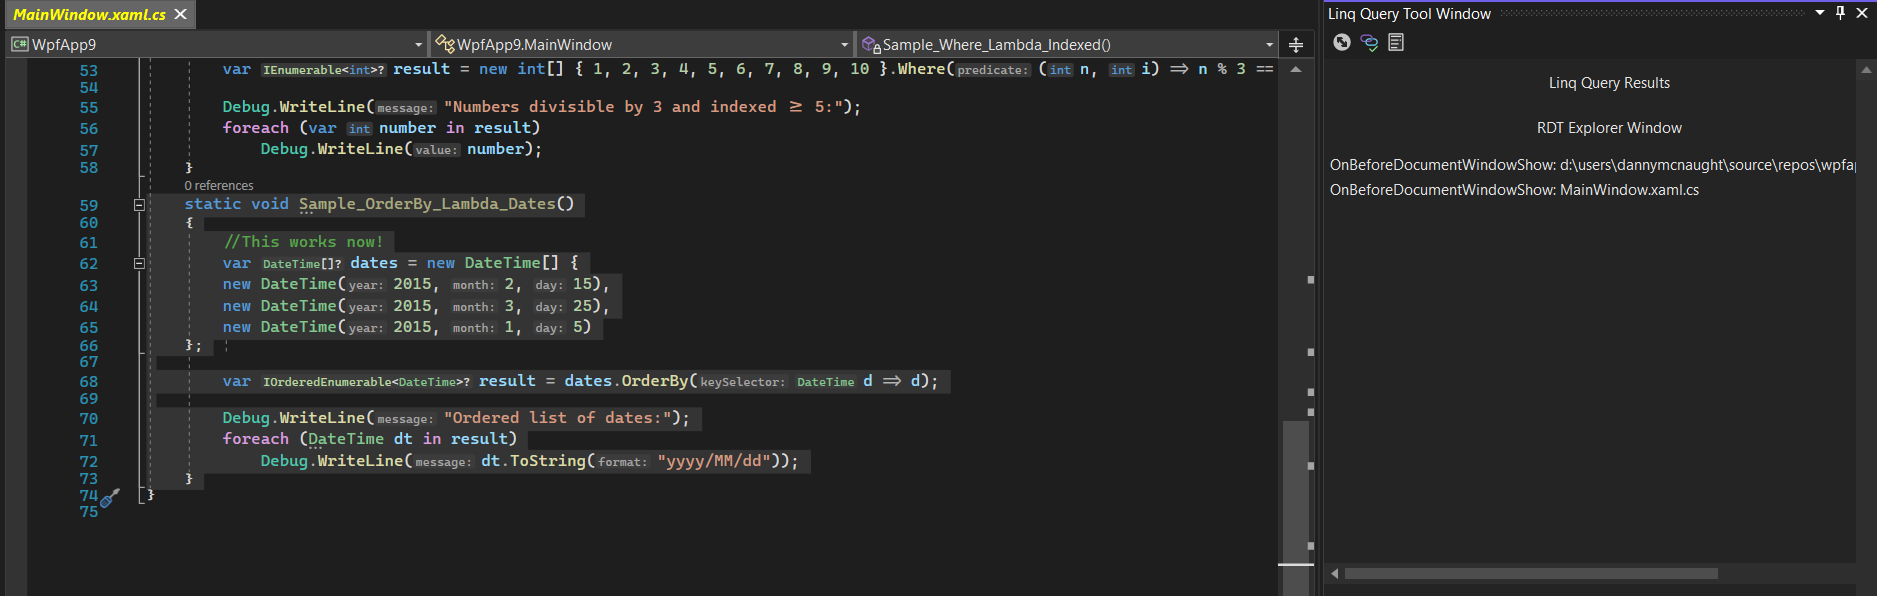 MainWindow.xaml.cs
C# WpfApp9
WpfApp9.MainWindow
Sample_Where_Lambda_Indexed()
53 var IEnumerable<int>? result = new int[] { 1, 2, 3, 4, 5, 6, 7, 8, 9, 10 }.Where(predicate: (int n, int i) => n % 3 ==
54
55 Debug.WriteLine(message: "Numbers divisible by 3 and indexed ≥ 5:");
56 foreach (var int number in result)
57 Debug.WriteLine(value: number);
58 }
0 references
59 static void Sample_OrderBy_Lambda_Dates()
60 {
61 //This works now!
62 var DateTime[]? dates = new DateTime[] {
63 new DateTime(year: 2015, month: 2, day: 15),
64 new DateTime(year: 2015, month: 3, day: 25),
65 new DateTime(year: 2015, month: 1, day: 5)
66 };
67
68 var IOrderedEnumerable<DateTime>? result = dates.OrderBy(keySelector: DateTime d => d);
69
70 Debug.WriteLine(message: "Ordered list of dates:");
71 foreach (DateTime dt in result)
72 Debug.WriteLine(message: dt.ToString(format: "yyyy/MM/dd"));
73 }
74 }
75
Linq Query Tool Window
Linq Query Results
RDT Explorer Window
OnBeforeDocumentWindowShow: d:\users\dannymcnaught\source\repos\wpfap
OnBeforeDocumentWindowShow: MainWindow.xaml.cs